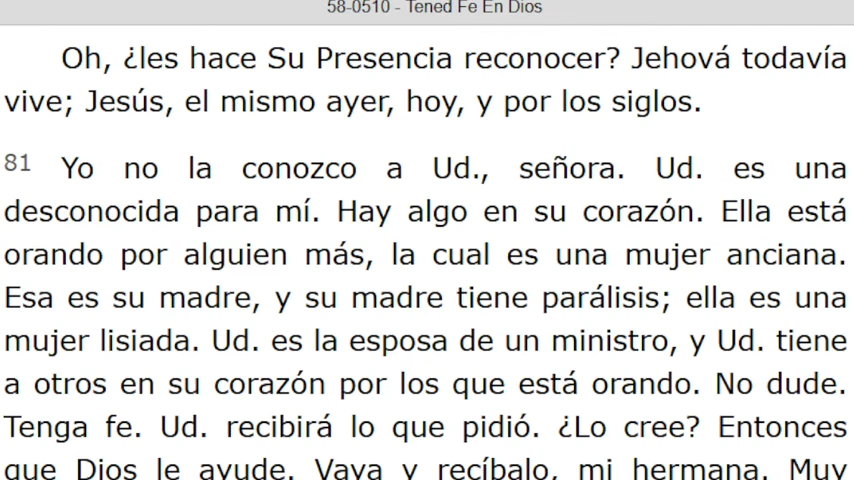 58-0510 - Tened Fe En Dios
Oh, ¿les hace Su Presencia reconocer? Jehová todavía
vive; Jesús, el mismo ayer, hoy, y por los siglos.
81 Yo no la conozco a Ud., señora. Ud. es una
desconocida para mí. Hay algo en su corazón. Ella está
orando por alguien más, la cual es una mujer anciana.
Esa es su madre, y su madre tiene parálisis; ella es una
mujer lisiada. Ud. es la esposa de un ministro, y Ud. tiene
a otros en su corazón por los que está orando. No dude.
Tenga fe. Ud. recibirá lo que pidió. ¿Lo cree? Entonces
que Dios le ayude. Vaya y recíbalo, mi hermana. Muy